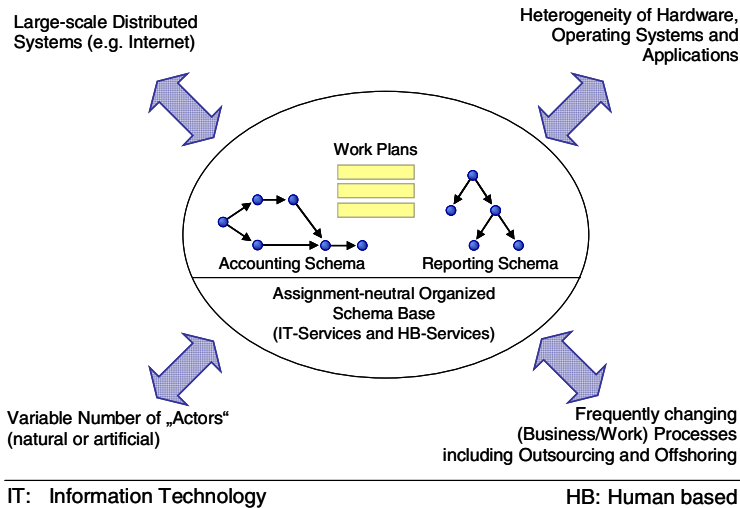 Large-scale Distributed
Systems (e.g. Internet)
Heterogeneity of Hardware,
Operating Systems and
Applications
Work Plans
Accounting Schema
Reporting Schema
Assignment-neutral Organized
Schema Base
(IT-Services and HB-Services)
Variable Number of „Actors“
(natural or artificial)
Frequently changing
(Business/Work) Processes
including Outsourcing and Offshoring
IT: Information Technology
HB: Human based